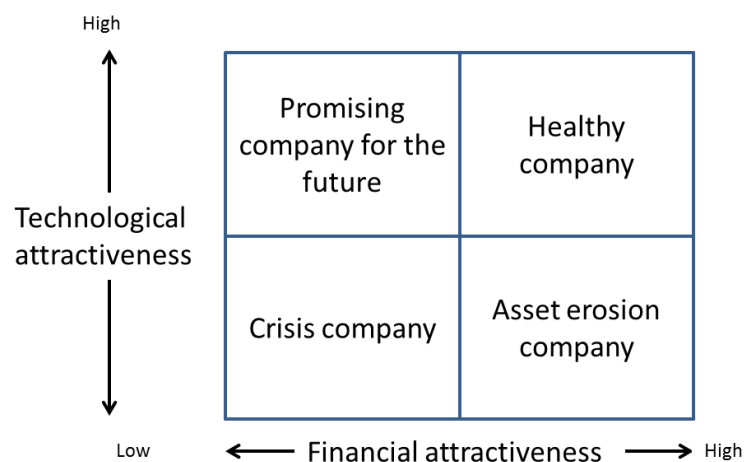 High
Promising
company for the
future
Healthy
company
Technological
attractiveness
Crisis company
Asset erosion
company
Low
Financial attractiveness
High